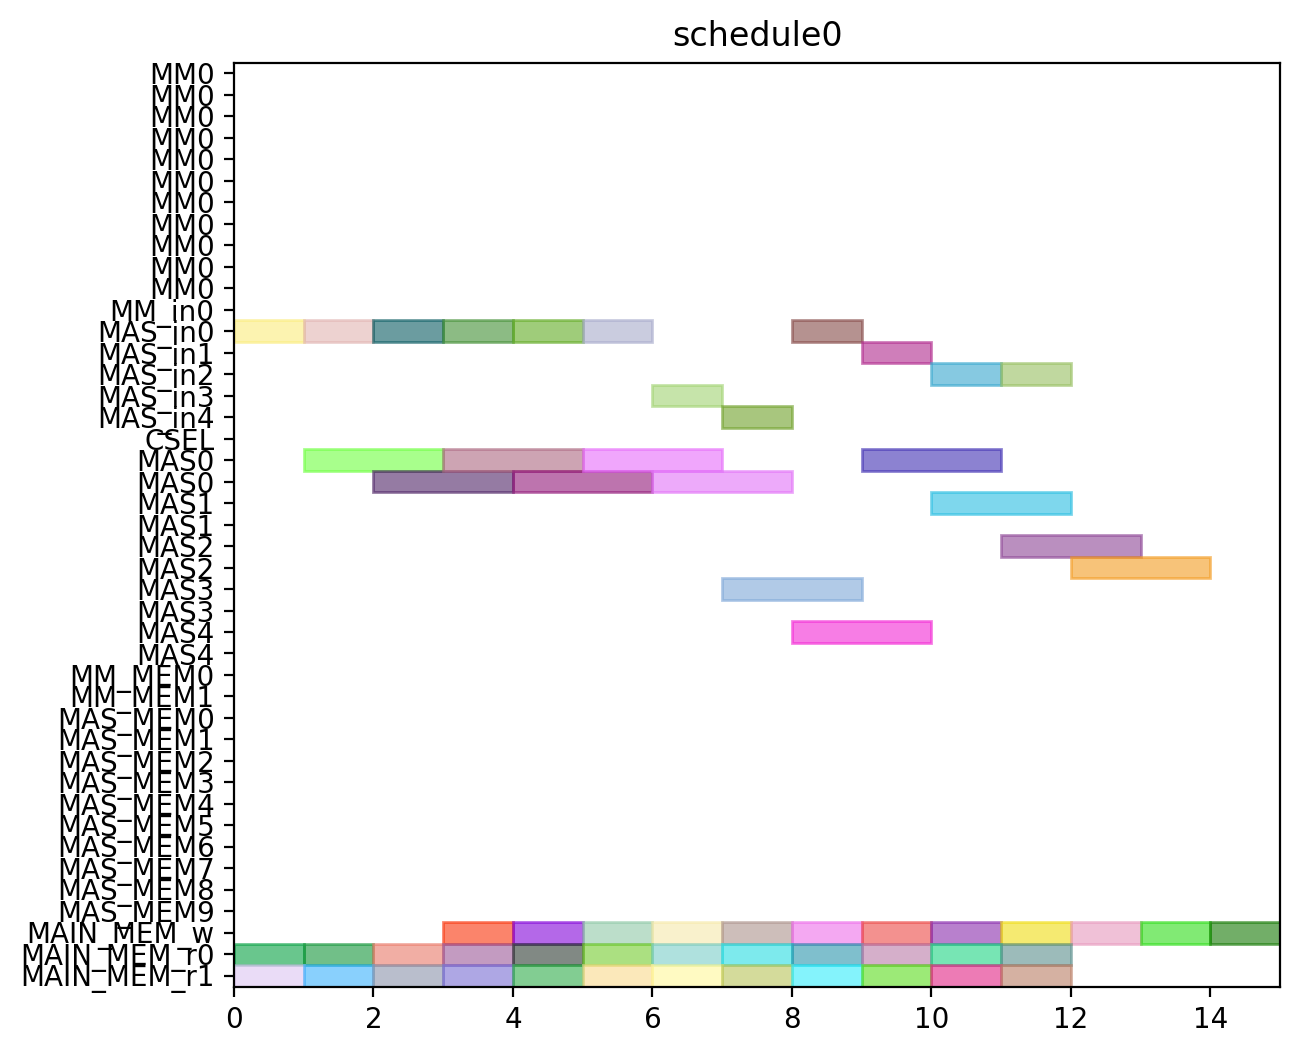 schedule0
MM0
MM0
MM0
MM0
MM0
MM0
MM0
MM0
MM0
MM0
MM0
MM_in0
MAS_in0
MAS_in1
MAS_in2
MAS_in3
MAS_in4
CSEL
MAS0
MAS0
MAS1
MAS1
MAS2
MAS2
MAS3
MAS3
MAS4
MAS4
MM_MEM0
MM_MEM1
MAS_MEM0
MAS_MEM1
MAS_MEM2
MAS_MEM3
MAS_MEM4
MAS_MEM5
MAS_MEM6
MAS_MEM7
MAS_MEM8
MAS_MEM9
MAIN_MEM_w
MAIN_MEM_r0
MAIN_MEM_r1
0 2 4 6 8 10 12 14